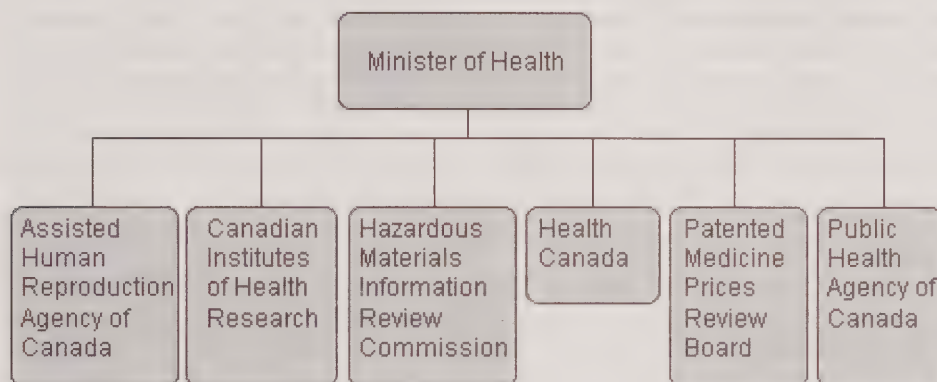 Minister of Health
Assisted
Human
Reproduction
Agency of
Canada
Canadian
Institutes
of Health
Research
Hazardous
Materials
Information
Review
Commission
Health
Canada
Patented
Medicine
Prices
Review
Board
Public
Health
Agency of
Canada